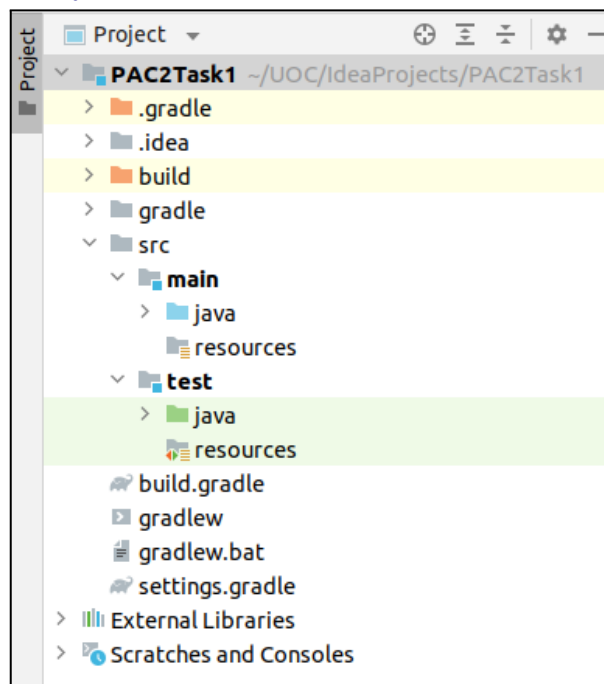 Project
Project
PAC2Task1 ~/UOC/IdeaProjects/PAC2Task1
.gradle
.idea
build
gradle
src
main
java
resources
test
java
resources
build.gradle
gradlew
gradlew.bat
settings.gradle
External Libraries
Scratches and Consoles